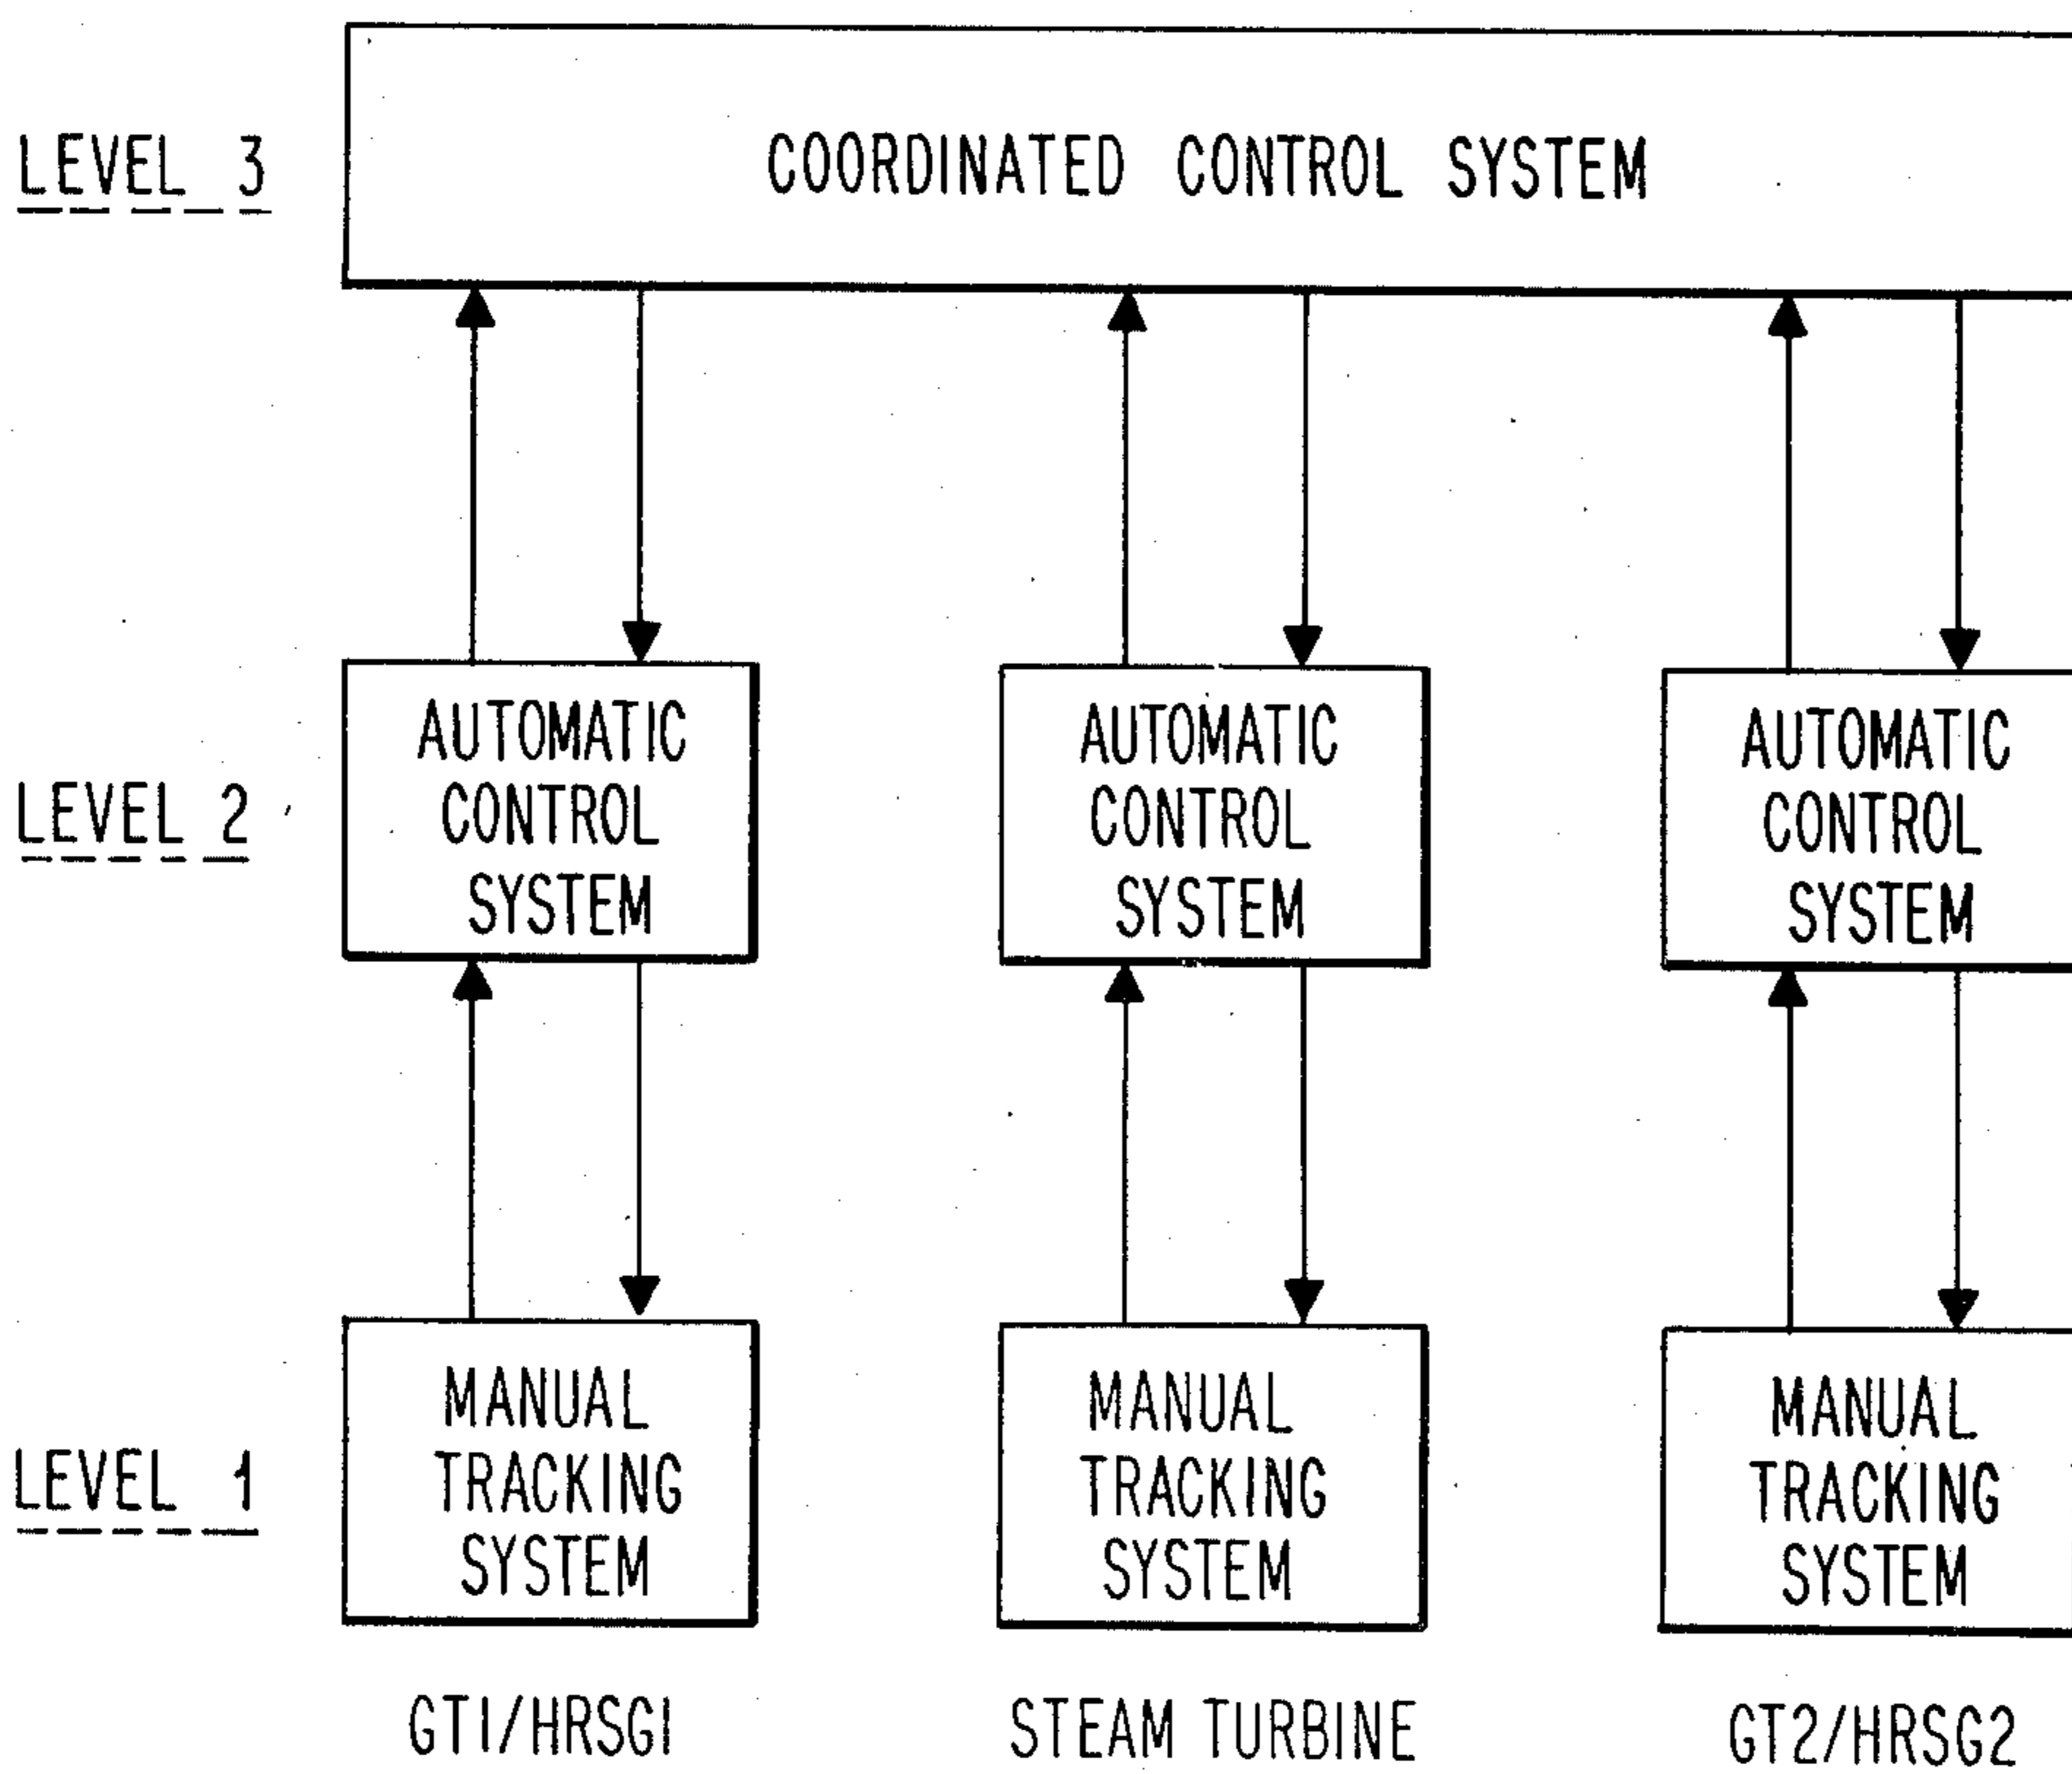 LEVEL 3
COORDINATED CONTROL SYSTEM
LEVEL 2
AUTOMATIC
CONTROL
SYSTEM
AUTOMATIC
CONTROL
SYSTEM
AUTOMATIC
CONTROL
SYSTEM
LEVEL 1
MANUAL
TRACKING
SYSTEM
MANUAL
TRACKING
SYSTEM
MANUAL
TRACKING
SYSTEM
GT1/HRSG1
STEAM TURBINE
GT2/HRSG2